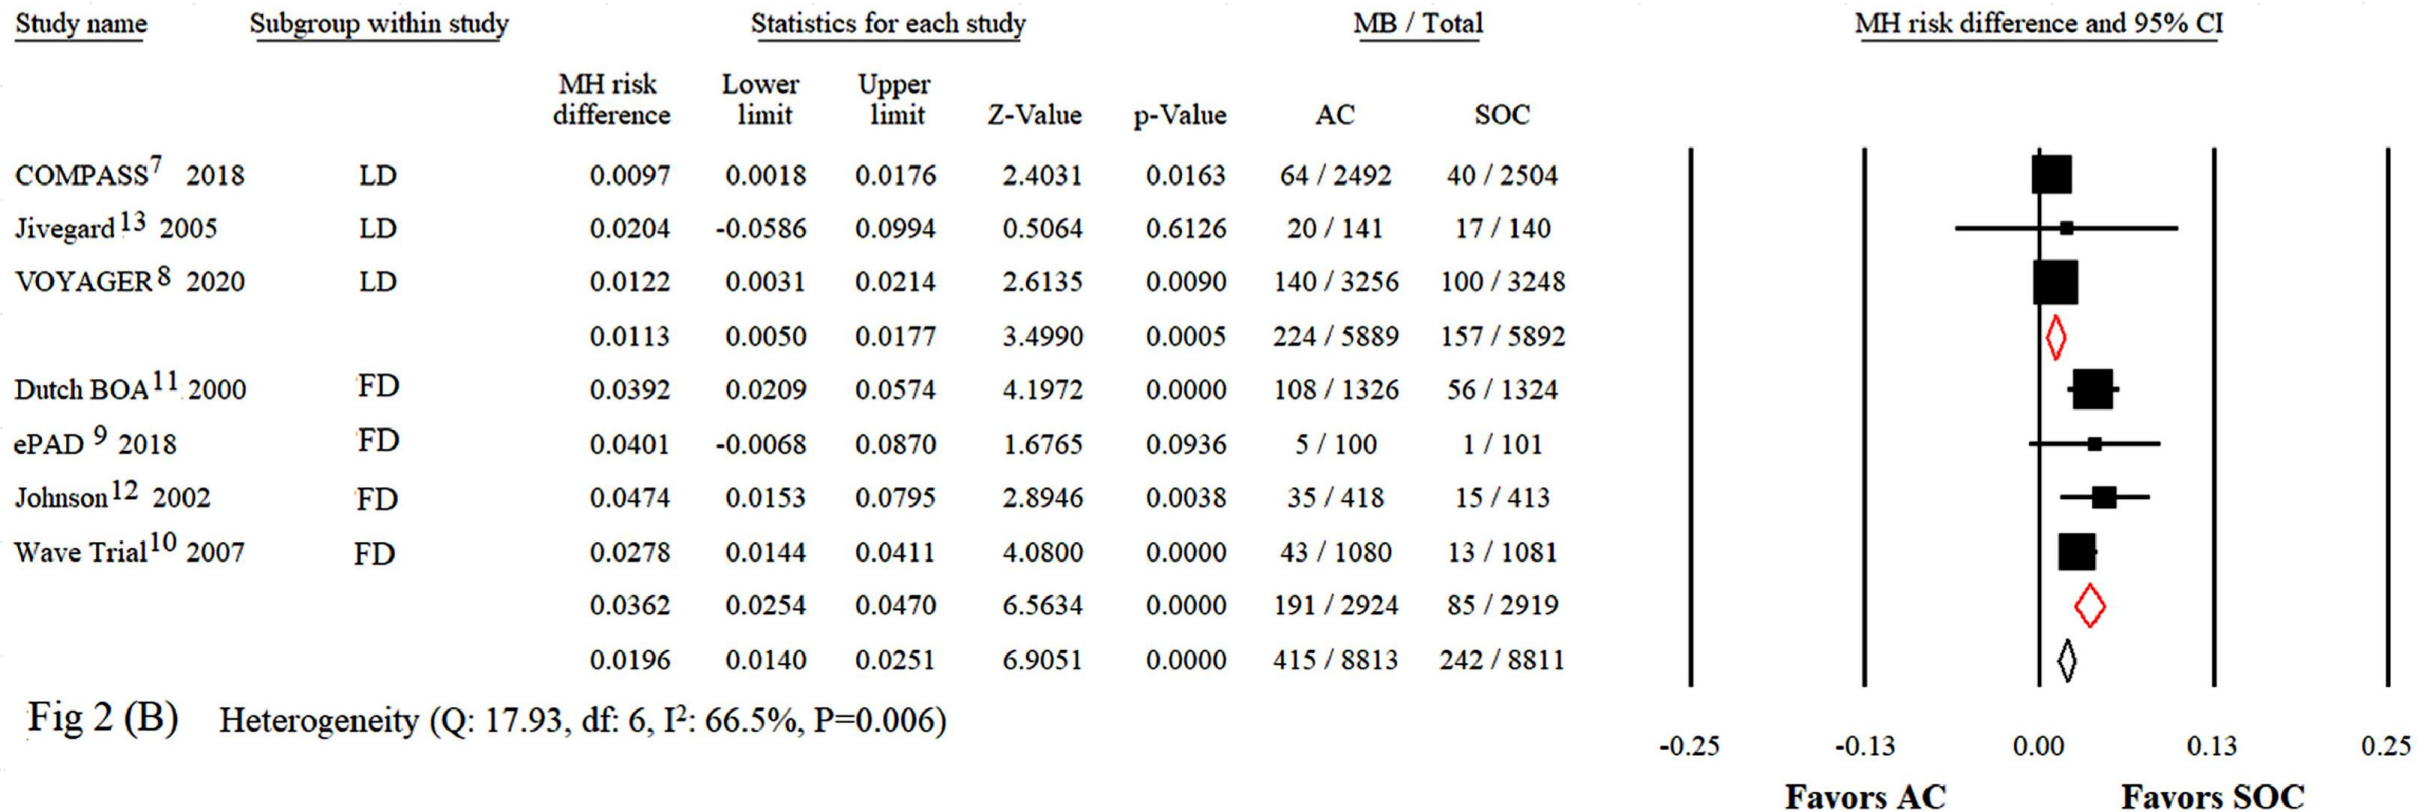 Study name Subgroup within study Statistics for each study MB / Total MH risk difference and 95% CI
MH risk difference Lower limit Upper limit Z-Value p-Value AC SOC
COMPASS7 2018 LD 0.0097 0.0018 0.0176 2.4031 0.0163 64 / 2492 40 / 2504
Jivegard13 2005 LD 0.0204 -0.0586 0.0994 0.5064 0.6126 20 / 141 17 / 140
VOYAGER8 2020 LD 0.0122 0.0031 0.0214 2.6135 0.0090 140 / 3256 100 / 3248
0.0113 0.0050 0.0177 3.4990 0.0005 224 / 5889 157 / 5892
Dutch BOA11 2000 FD 0.0392 0.0209 0.0574 4.1972 0.0000 108 / 1326 56 / 1324
ePAD 9 2018 FD 0.0401 -0.0068 0.0870 1.6765 0.0936 5 / 100 1 / 101
Johnson12 2002 FD 0.0474 0.0153 0.0795 2.8946 0.0038 35 / 418 15 / 413
Wave Trial10 2007 FD 0.0278 0.0144 0.0411 4.0800 0.0000 43 / 1080 13 / 1081
0.0362 0.0254 0.0470 6.5634 0.0000 191 / 2924 85 / 2919
0.0196 0.0140 0.0251 6.9051 0.0000 415 / 8813 242 / 8811
Fig 2 (B) Heterogeneity (Q: 17.93, df: 6, I²: 66.5%, P=0.006)
-0.25 -0.13 0.00 0.13 0.25
Favors AC Favors SOC